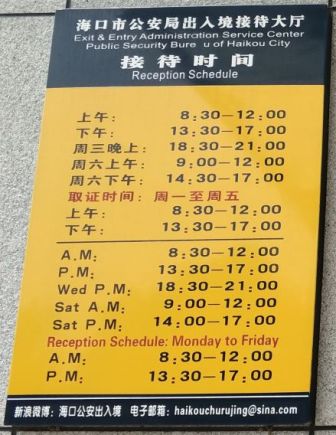 海口市公安局出入境接待大厅
Exit & Entry Administration Service Center
Public Security Bure u of Haikou City
接待时间
Reception Schedule
上午: 8:30—12:00
下午: 13:30—17:00
周三晚上: 18:30—21:00
周六上午: 9:00—12:00
周六下午: 14:30—17:00
取证时间: 周一至周五
上午: 8:30—12:00
下午: 13:30—17:00
A.M: 8:30—12:00
P.M: 13:30—17:00
Wed P.M: 18:30—21:00
Sat A.M: 9:00—12:00
Sat P.M: 14:00—17:00
Reception Schedule: Monday to Friday
A.M: 8:30—12:00
P.M: 13:30—17:00
新浪微博: 海口公安出入境 电子邮箱: haikouchurujing@sina.com